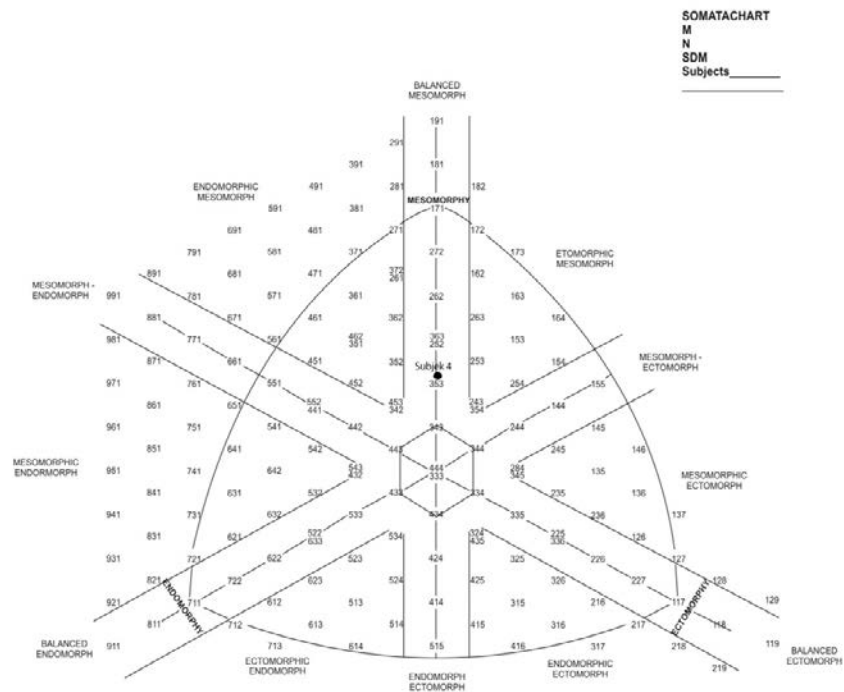 SOMATACHART
M
N
SDM
Subjects________
BALANCED
MESOMORPH
191
291
391 181
ENDOMORPHIC
MESOMORPH
491 281 182
MESOMORPHY
591 381 171
691 481 271 172
791 581 371 272 173
ETOMORPHIC
MESOMORPH
891 681 471 372 162
261
MESOMORPH -
ENDOMORPH
991 781 571 361 262 163
881 671 461 362 263 164
981 771 561 462 363 153
351 252
871 661 451 352 253 154
MESOMORPH -
ECTOMORPH
Subjek 4
971 761 551 452 353 254 155
861 651 552 453 243 144
441 342 354
961 751 541 442 343 244 145
851 641 542 443 344 245 146
MESOMORPHIC
ENDORMORPH
951 741 642 543 444 284 135
432 333 345
MESOMORPHIC
ECTOMORPH
841 631 532 433 334 235 136
941 731 632 533 434 335 236 137
831 621 522 534 324 225 126
633 435 336
931 721 622 523 424 325 226 127
821 722 623 524 425 326 227 128
ENDOMORPHY
ECTOMORPHY
921 711 612 513 414 315 216 117 129
811 712 613 514 415 316 217 118
BALANCED
ENDOMORPH
911 713 614 515 416 317 218 119
BALANCED
ECTOMORPH
ECTOMORPHIC
ENDOMORPH
ENDOMORPH
ECTOMORPH
ENDOMORPHIC
ECTOMORPH
219